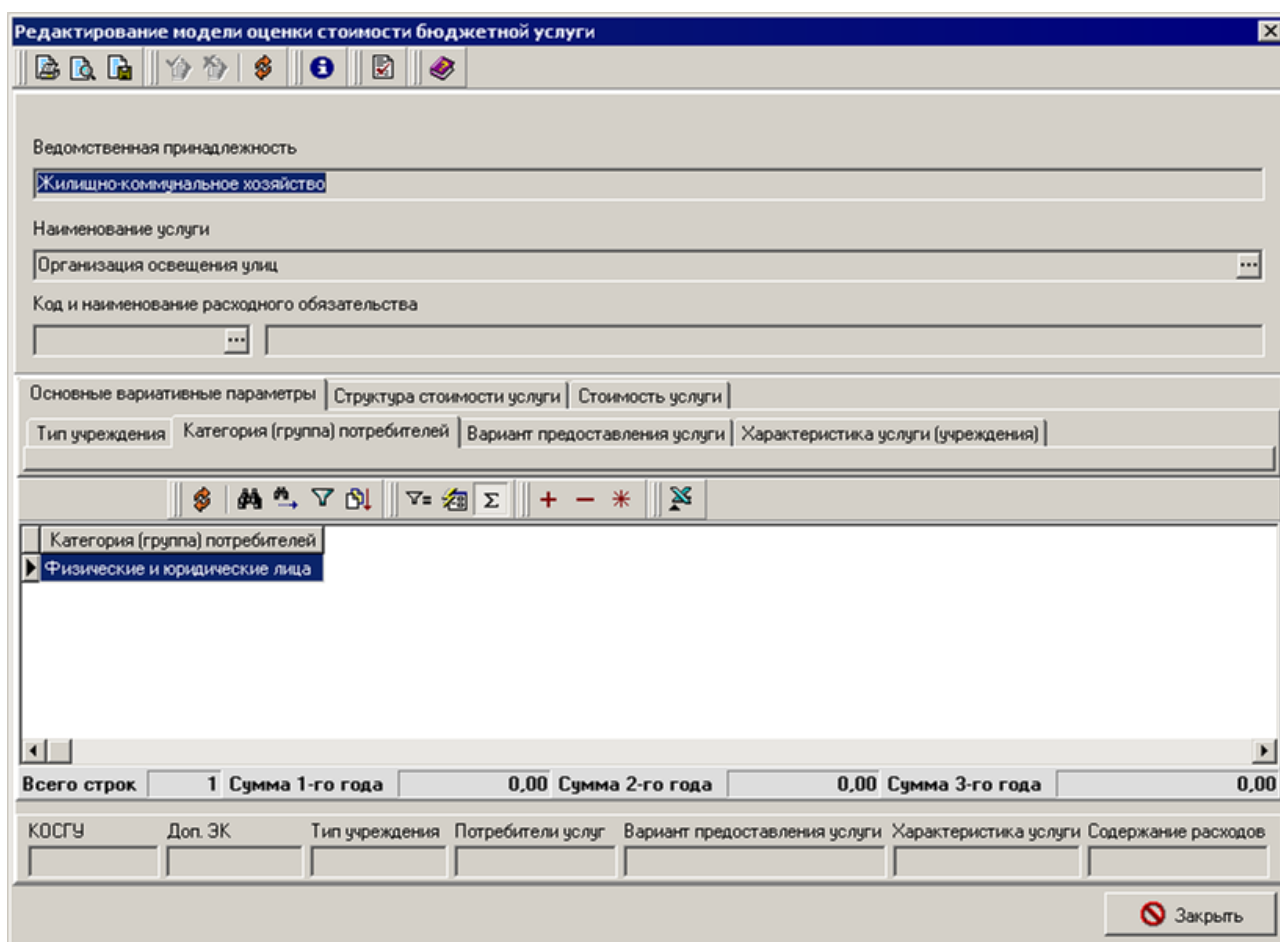 Редактирование модели оценки стоимости бюджетной услуги
Ведомственная принадлежность
Жилищно-коммунальное хозяйство
Наименование услуги
Организация освещения улиц
Код и наименование расходного обязательства
Основные вариативные параметры Структура стоимости услуги Стоимость услуги
Тип учреждения Категория (группа) потребителей Вариант предоставления услуги Характеристика услуги (учреждения)
Категория (группа) потребителей
Физические и юридические лица
Всего строк 1 Сумма 1-го года 0,00 Сумма 2-го года 0,00 Сумма 3-го года 0,00
КОСГУ Доп. ЭК Тип учреждения Потребители услуг Вариант предоставления услуги Характеристика услуги Содержание расходов
Закрыть